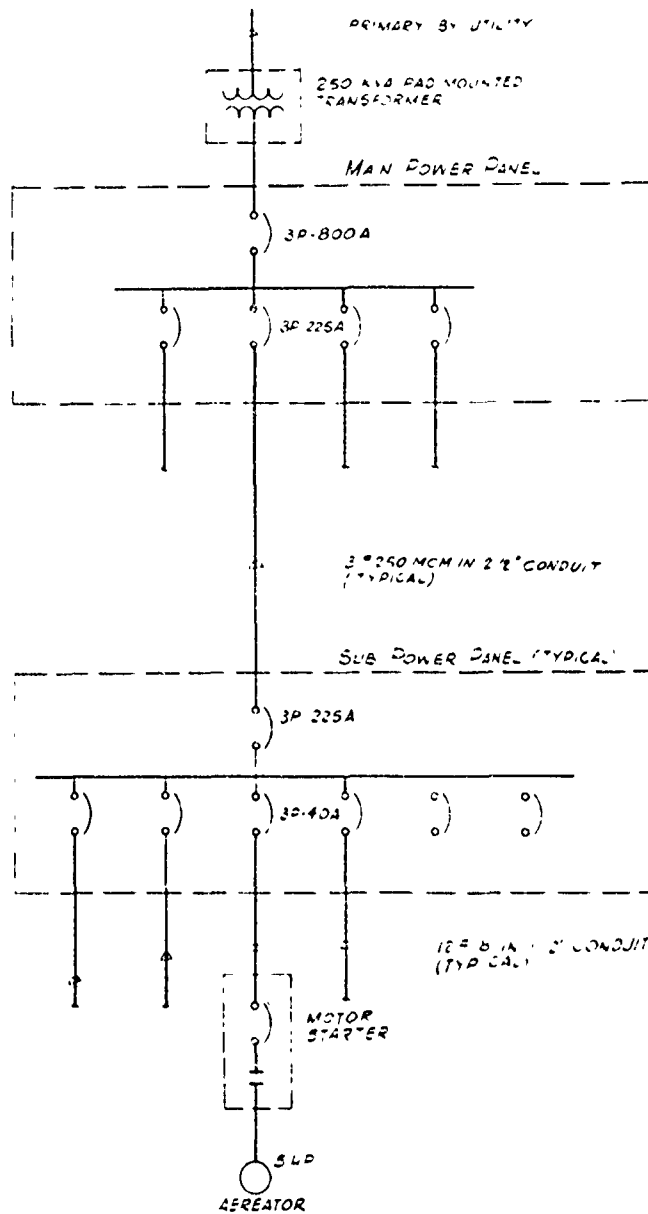 PRIMARY BY UTILITY
250 KVA PAD MOUNTED
TRANSFORMER
MAIN POWER PANEL
3P-800A
3P 225A
3 #250 MCM IN 2 ½" CONDUIT
(TYPICAL)
SUB POWER PANEL (TYPICAL)
3P-225A
3P-40A
IN CONDUIT
(TYPICAL)
MOTOR
STARTER
5 HP
AEREATOR